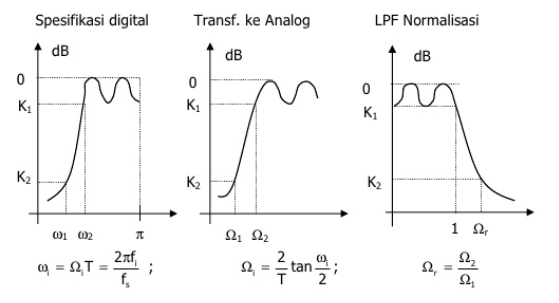 Spesifikasi digital
Transf. ke Analog
LPF Normalisasi
dB
0
K₁
K₂
ω₁ ω₂ π
dB
0
K₁
K₂
Ω₁ Ω₂
dB
0
K₁
K₂
1 Ωᵣ
ωᵢ = ΩᵢT = 2πfᵢ / fₛ ;
Ωᵢ = 2/T tan ωᵢ/2 ;
Ωᵣ = Ω₂/Ω₁